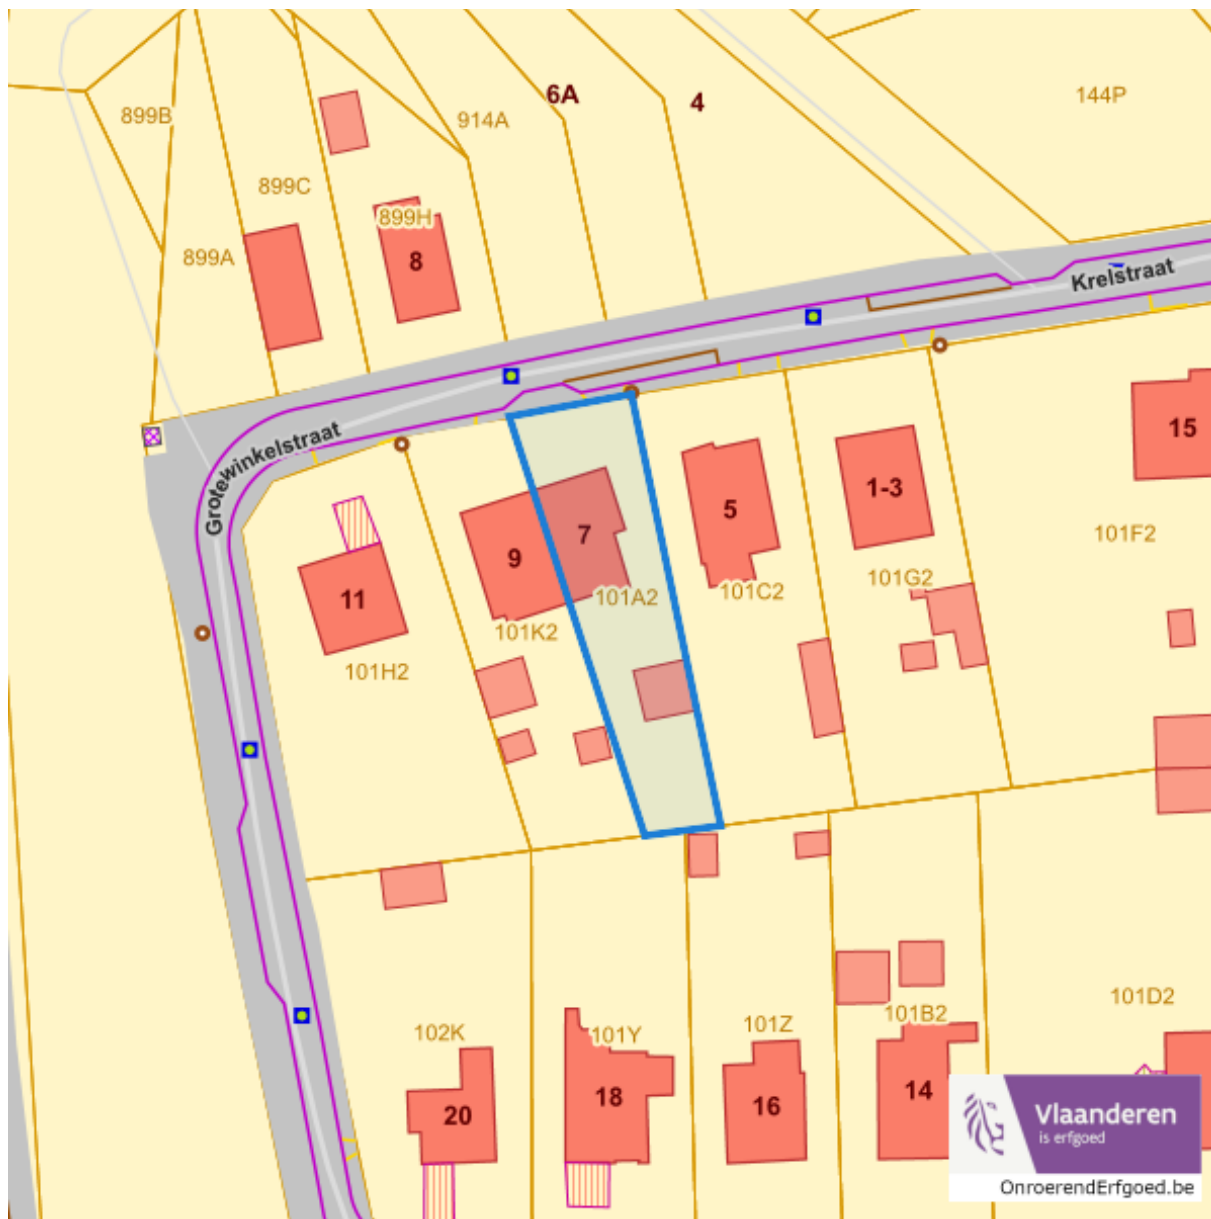 6A
4
144P
899B
914A
899C
899H
899A
8
Krelstraat
Grotewinkelstraat
15
1-3
5
7
9
101F2
11
101A2
101C2
101G2
101K2
101H2
101D2
102K
101Y
101Z
101B2
20
18
16
14
Vlaanderen
is erfgoed
OnroerendErfgoed.be